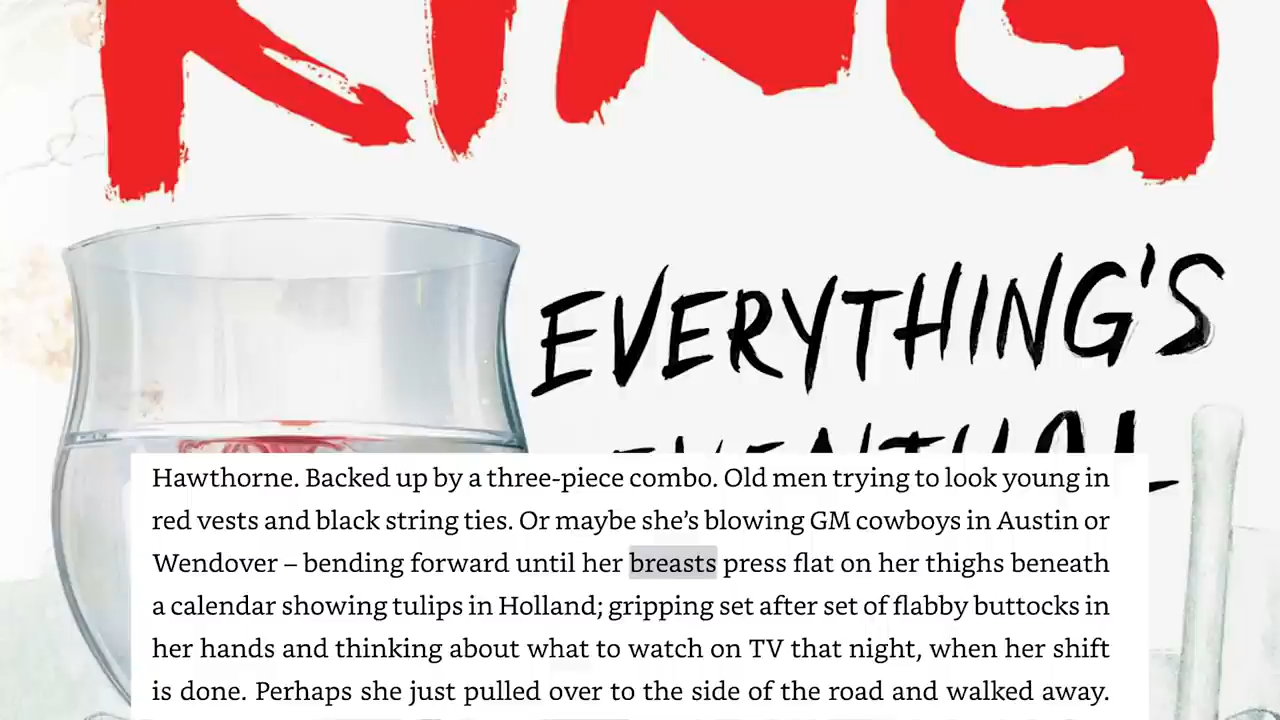 KING
EVERYTHING'S
EVENTUAL
Hawthorne. Backed up by a three-piece combo. Old men trying to look young in
red vests and black string ties. Or maybe she’s blowing GM cowboys in Austin or
Wendover – bending forward until her breasts press flat on her thighs beneath
a calendar showing tulips in Holland; gripping set after set of flabby buttocks in
her hands and thinking about what to watch on TV that night, when her shift
is done. Perhaps she just pulled over to the side of the road and walked away.